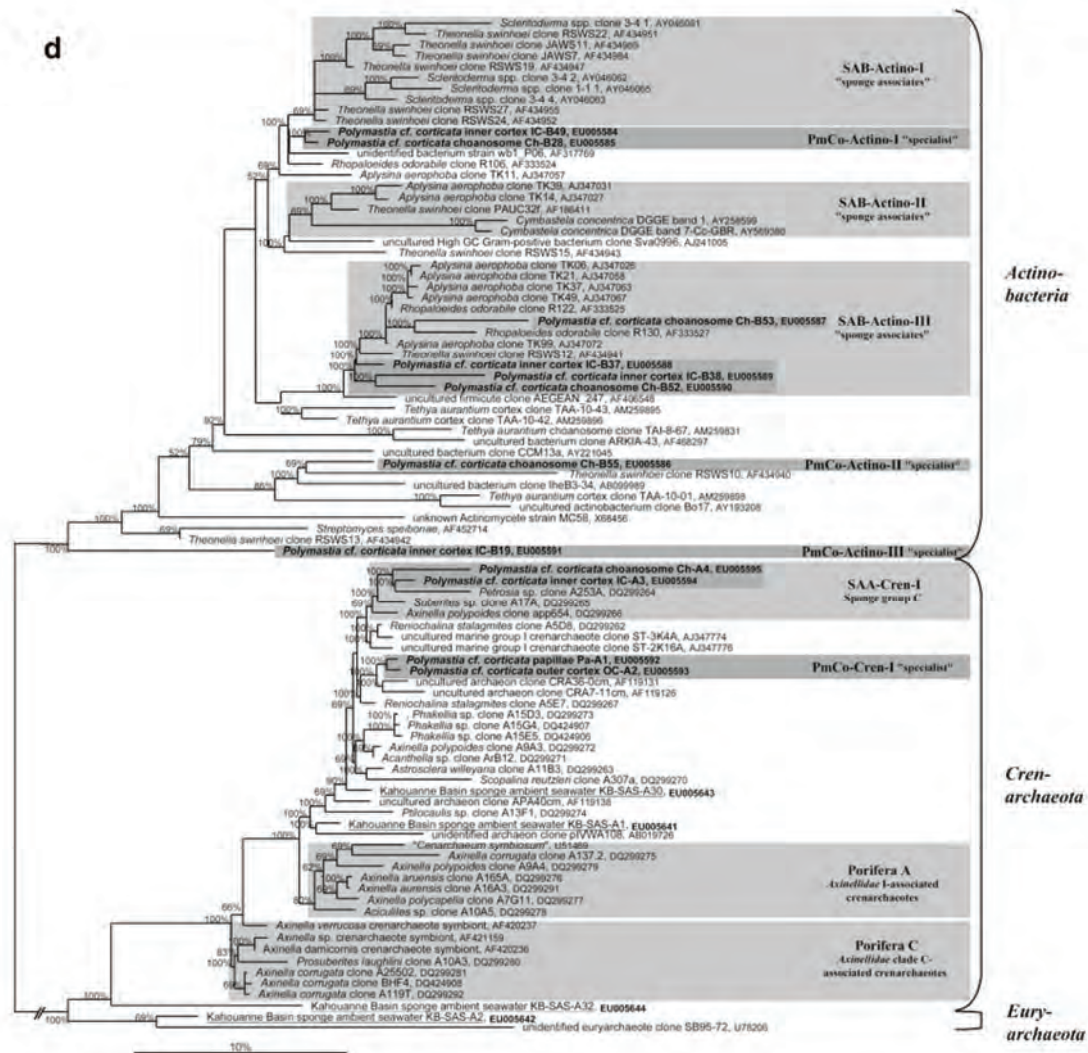 d
Scleritoderma spp. clone 3-4 1, AY046081
Theonella swinhoei clone RSWS22, AF434951
Theonella swinhoei clone JAWS11, AF434969
Theonella swinhoei clone JAWS7, AF434964
Theonella swinhoei clone RSWS19, AF434947
Scleritoderma spp. clone 3-4 2, AY046062
Scleritoderma spp. clone 1-1 1, AY046065
Scleritoderma spp. clone 3-4 4, AY046063
Theonella swinhoei clone RSWS27, AF434955
Theonella swinhoei clone RSWS24, AF434952
SAB-Actino-I
"sponge associates"
Polymastia cf. corticata inner cortex IC-B49, EU005584
Polymastia cf. corticata choanosome Ch-B28, EU005585
PmCo-Actino-I "specialist"
unidentified bacterium strain wb1_P06, AF317769
Rhopaloeides odorabile clone R106, AF333524
Aplysina aerophoba clone TK11, AJ347057
Aplysina aerophoba clone TK39, AJ347031
Aplysina aerophoba clone TK14, AJ347027
Theonella swinhoei clone PAUC32f, AF186411
Cymbastela concentrica DGGE band 1, AY258599
Cymbastela concentrica DGGE band 7-Cc-GBR, AY569380
SAB-Actino-II
"sponge associates"
uncultured High GC Gram-positive bacterium clone Sva0996, AJ241005
Theonella swinhoei clone RSWS15, AF434943
Aplysina aerophoba clone TK06, AJ347026
Aplysina aerophoba clone TK21, AJ347058
Aplysina aerophoba clone TK37, AJ347063
Aplysina aerophoba clone TK49, AJ347067
Rhopaloeides odorabile clone R122, AF333525
Polymastia cf. corticata choanosome Ch-B53, EU005587
Rhopaloeides odorabile clone R130, AF333527
Aplysina aerophoba clone TK99, AJ347072
Theonella swinhoei clone RSWS12, AF434941
Polymastia cf. corticata inner cortex IC-B37, EU005588
Polymastia cf. corticata inner cortex IC-B38, EU005589
Polymastia cf. corticata choanosome Ch-B52, EU005590
SAB-Actino-III
"sponge associates"
Actino-
bacteria
uncultured firmicute clone AEGEAN_247, AF406548
Tethya aurantium cortex clone TAA-10-43, AM259895
Tethya aurantium cortex clone TAA-10-42, AM259896
Tethya aurantium choanosome clone TAI-8-67, AM259831
uncultured bacterium clone ARKIA-43, AF468297
uncultured bacterium clone CCM13a, AY221045
Polymastia cf. corticata choanosome Ch-B55, EU005586
PmCo-Actino-II "specialist"
Theonella swinhoei clone RSWS10, AF434940
uncultured bacterium clone IheB3-34, AB099989
Tethya aurantium cortex clone TAA-10-01, AM259898
uncultured actinobacterium clone Bo17, AY193208
unknown Actinomycete strain MC58, X68456
Streptomyces speibonae, AF452714
Theonella swinhoei clone RSWS13, AF434942
Polymastia cf. corticata inner cortex IC-B19, EU005591
PmCo-Actino-III "specialist"
Polymastia cf. corticata choanosome Ch-A4, EU005595
Polymastia cf. corticata inner cortex IC-A3, EU005594
Petrosia sp. clone A253A, DQ299264
Suberites sp. clone A17A, DQ299265
Axinella polypoides clone app654, DQ299266
SAA-Cren-I
Sponge group C
Reniochalina stalagmites clone A5D8, DQ299262
uncultured marine group I crenarchaeote ST-3K4A, AJ347774
uncultured marine group I crenarchaeote ST-2K16A, AJ347776
Polymastia cf. corticata papillae Pa-A1, EU005592
Polymastia cf. corticata outer cortex OC-A2, EU005593
PmCo-Cren-I "specialist"
uncultured archaeon clone CRA36-0cm, AF119131
uncultured archaeon clone CRA7-11cm, AF119126
Reniochalina stalagmites clone A5E7, DQ299267
Phakellia sp. clone A15D3, DQ299273
Phakellia sp. clone A15G4, DQ424907
Phakellia sp. clone A15E5, DQ424906
Axinella polypoides clone A9A3, DQ299272
Acanthella sp. clone ArB12, DQ299271
Astrosclera willeyana clone A11B3, DQ299263
Scopalina reutzleri clone A307a, DQ299270
Kahouanne Basin sponge ambient seawater KB-SAS-A30, EU005643
uncultured archaeon clone APA40cm, AF119138
Ptilocaulis sp. clone A13F1, DQ299274
Kahouanne Basin sponge ambient seawater KB-SAS-A1, EU005641
unidentified archaeon clone pIVWA108, AB019726
Cren-
archaeota
"Cenarchaeum symbiosum", U51469
Axinella corrugata clone A137.2, DQ299275
Axinella polypoides clone A9A4, DQ299279
Axinella aruensis clone A165A, DQ299276
Axinella aurensis clone A16A3, DQ299291
Axinella polycapella clone A7G11, DQ299277
Aciculites sp. clone A10A5, DQ299278
Porifera A
Axinellidae I-associated
crenarchaeotes
Axinella verrucosa crenarchaeote symbiont, AF420237
Axinella sp. crenarchaeote symbiont, AF421159
Axinella damicornis crenarchaeote symbiont, AF420236
Prosuberites laughlini clone A10A3, DQ299280
Axinella corrugata clone A25502, DQ299281
Axinella corrugata clone BHF4, DQ424908
Axinella corrugata clone A119T, DQ299292
Porifera C
Axinellidae clade C-
associated crenarchaeotes
Kahouanne Basin sponge ambient seawater KB-SAS-A32, EU005644
Kahouanne Basin sponge ambient seawater KB-SAS-A2, EU005642
unidentified euryarchaeote clone SB95-72, U78206
Eury-
archaeota
10%